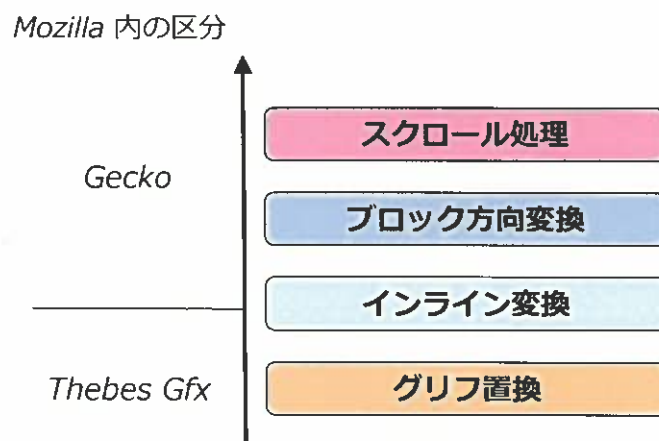 Mozilla 内の区分
スクロール処理
Gecko
ブロック方向変換
インライン変換
Thebes Gfx
グリフ置換